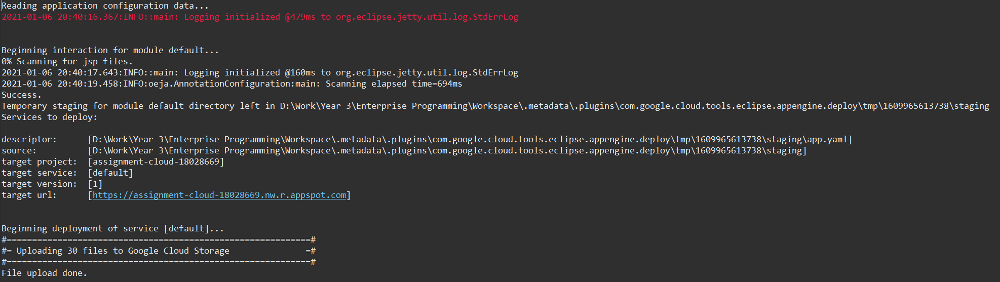 Reading application configuration data...
2021-01-06 20:40:16.367:INFO::main: Logging initialized @479ms to org.eclipse.jetty.util.log.StdErrLog
Beginning interaction for module default...
0% Scanning for jsp files.
2021-01-06 20:40:17.643:INFO::main: Logging initialized @160ms to org.eclipse.jetty.util.log.StdErrLog
2021-01-06 20:40:19.458:INFO:oeja.AnnotationConfiguration:main: Scanning elapsed time=694ms
Success.
Temporary staging for module default directory left in D:\Work\Year 3\Enterprise Programming\Workspace\.metadata\.plugins\com.google.cloud.tools.eclipse.appengine.deploy\tmp\1609965613738\staging
Services to deploy:
descriptor:      [D:\Work\Year 3\Enterprise Programming\Workspace\.metadata\.plugins\com.google.cloud.tools.eclipse.appengine.deploy\tmp\1609965613738\staging\app.yaml]
source:          [D:\Work\Year 3\Enterprise Programming\Workspace\.metadata\.plugins\com.google.cloud.tools.eclipse.appengine.deploy\tmp\1609965613738\staging]
target project:  [assignment-cloud-18028669]
target service:  [default]
target version:  [1]
target url:      [https://assignment-cloud-18028669.nw.r.appspot.com]
Beginning deployment of service [default]...
#============================================================#
#= Uploading 30 files to Google Cloud Storage               =#
#============================================================#
File upload done.